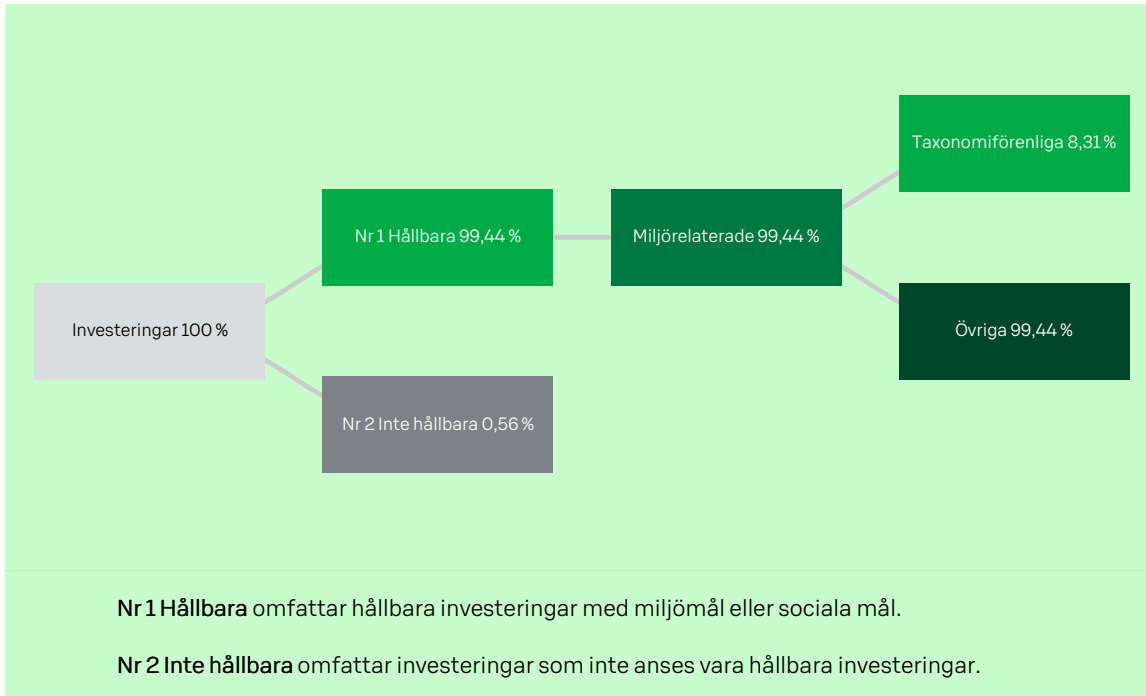 Taxonomiförenliga 8,31 %
Nr 1 Hållbara 99,44 %
Miljörelaterade 99,44 %
Investeringar 100 %
Övriga 99,44 %
Nr 2 Inte hållbara 0,56 %
Nr 1 Hållbara omfattar hållbara investeringar med miljömål eller sociala mål.
Nr 2 Inte hållbara omfattar investeringar som inte anses vara hållbara investeringar.